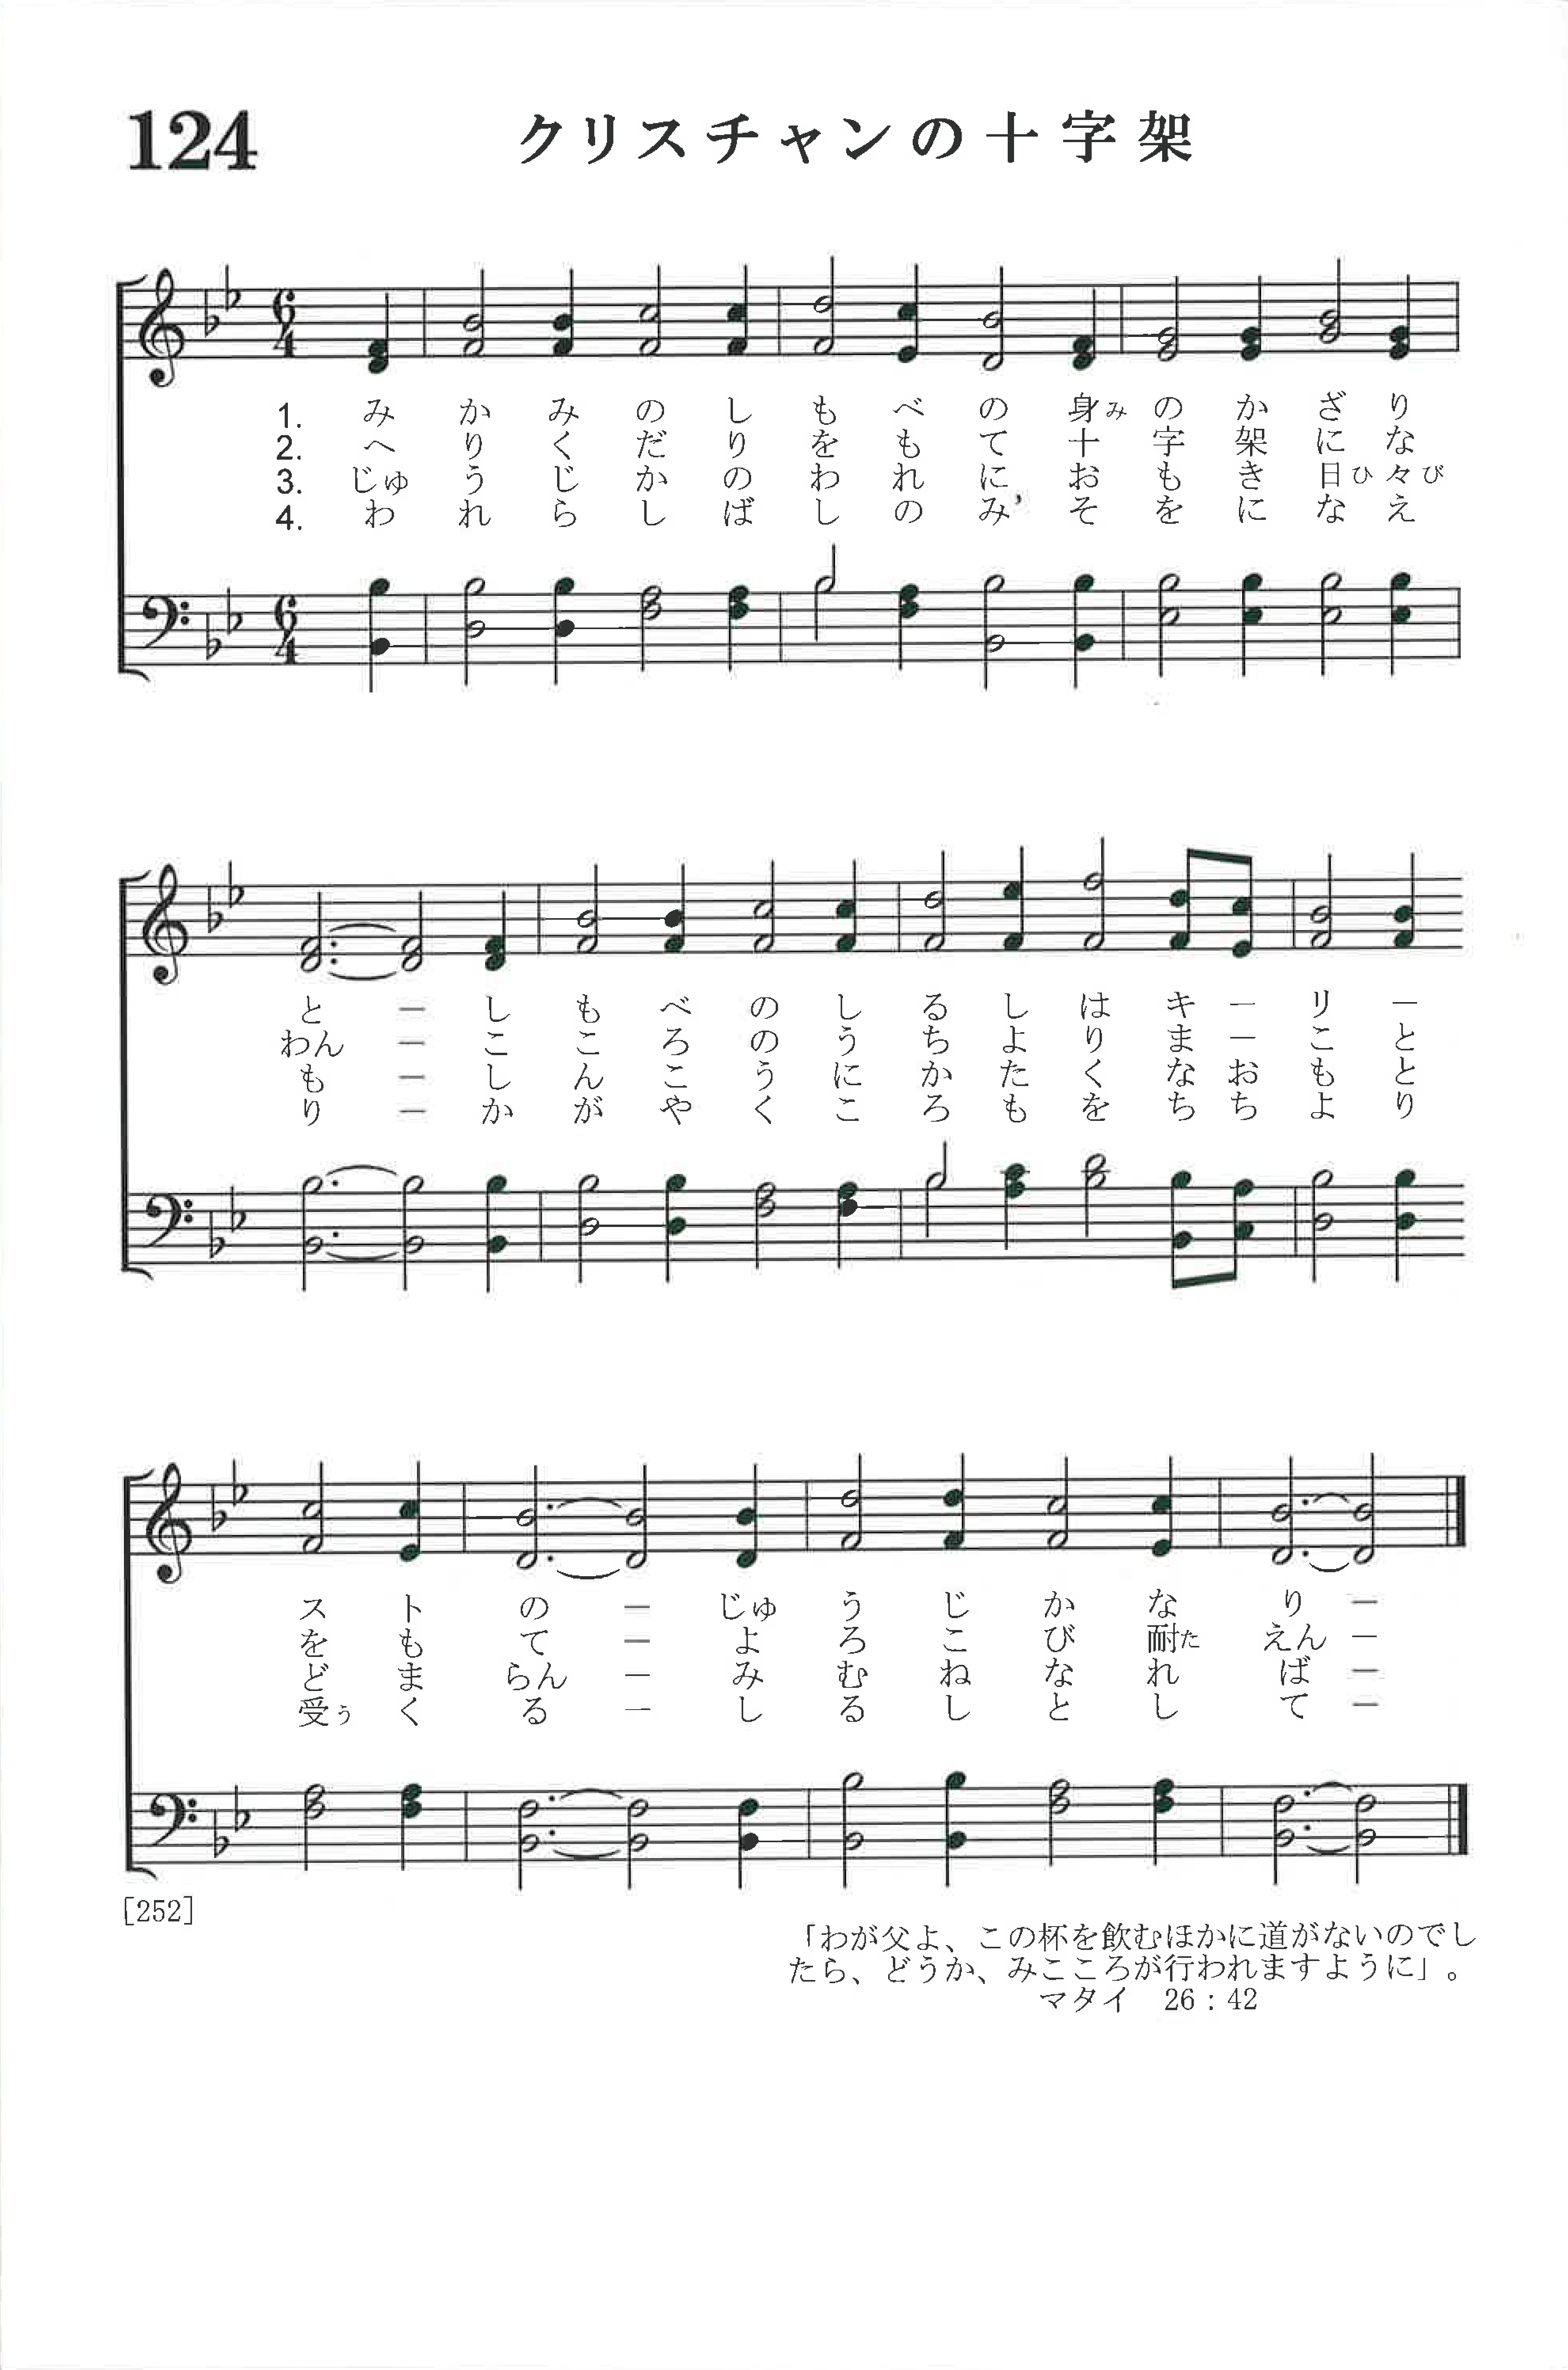 124 クリスチャンの十字架
6 4
1. み か み の し も べ の 身み の か ざ り
2. へ り く だ り を も て 十 字 架 に な
3. じゅ う じ か の わ れ に お も き 日ひ 々び
4. わ れ ら し ば し の み, そ を に な え
6 4
と ー し も べ の し る し は キ ー リ ー
わん ー こ こ ろ の う ち よ り ま ー こ と
も ー し ん こ う に か た く な お も と
り ー か が や く こ ろ も を ち ち よ り
ス ト の ー じゅ う じ か な り ー
を も て ー よ ろ こ び 耐た えん ー
ど ま らん ー み む ね な れ ば ー
受う く る ー し る し と し て ー
[252]
「わが父よ、この杯を飲むほかに道がないのでし
たら、どうか、みこころが行われますように」。
マタイ 26：42